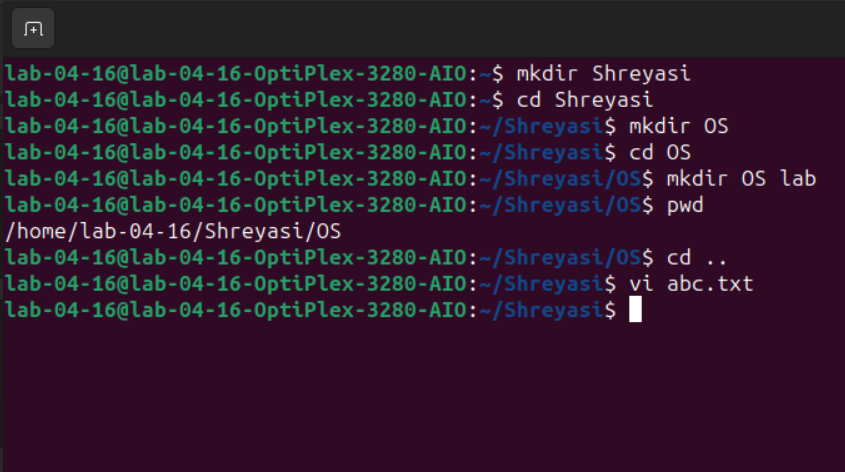 lab-04-16@lab-04-16-OptiPlex-3280-AIO:~$ mkdir Shreyasi
lab-04-16@lab-04-16-OptiPlex-3280-AIO:~$ cd Shreyasi
lab-04-16@lab-04-16-OptiPlex-3280-AIO:~/Shreyasi$ mkdir OS
lab-04-16@lab-04-16-OptiPlex-3280-AIO:~/Shreyasi$ cd OS
lab-04-16@lab-04-16-OptiPlex-3280-AIO:~/Shreyasi/OS$ mkdir OS lab
lab-04-16@lab-04-16-OptiPlex-3280-AIO:~/Shreyasi/OS$ pwd
/home/lab-04-16/Shreyasi/OS
lab-04-16@lab-04-16-OptiPlex-3280-AIO:~/Shreyasi/OS$ cd ..
lab-04-16@lab-04-16-OptiPlex-3280-AIO:~/Shreyasi$ vi abc.txt
lab-04-16@lab-04-16-OptiPlex-3280-AIO:~/Shreyasi$